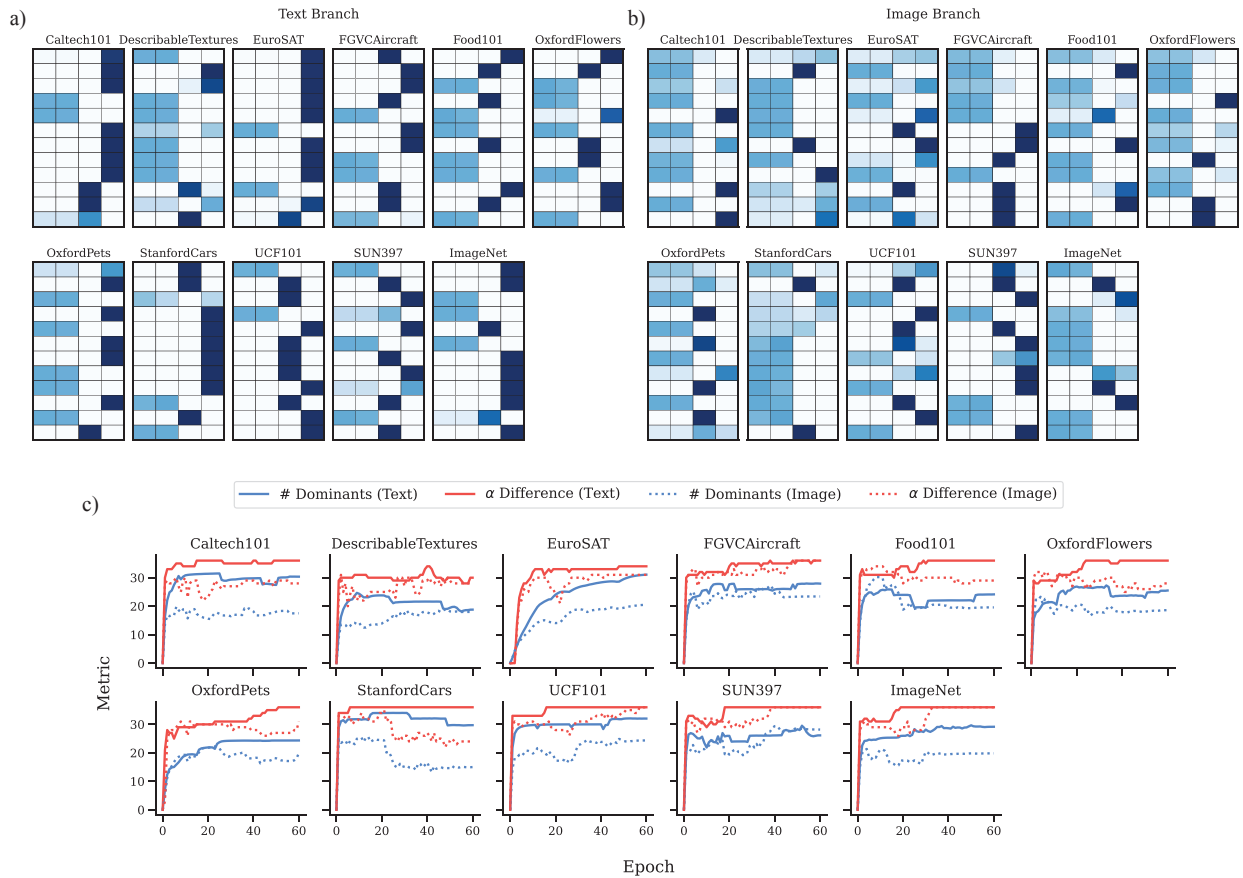 a)
Text Branch
b)
Image Branch
Caltech101 DescribableTextures EuroSAT FGVCAircraft Food101 OxfordFlowers
Caltech101 DescribableTextures EuroSAT FGVCAircraft Food101 OxfordFlowers
OxfordPets StanfordCars UCF101 SUN397 ImageNet
OxfordPets StanfordCars UCF101 SUN397 ImageNet
c)
# Dominants (Text) α Difference (Text) # Dominants (Image) α Difference (Image)
Caltech101 DescribableTextures EuroSAT FGVCAircraft Food101 OxfordFlowers
30
20
10
0
Metric
OxfordPets StanfordCars UCF101 SUN397 ImageNet
30
20
10
0
0 20 40 60 0 20 40 60 0 20 40 60 0 20 40 60 0 20 40 60
Epoch